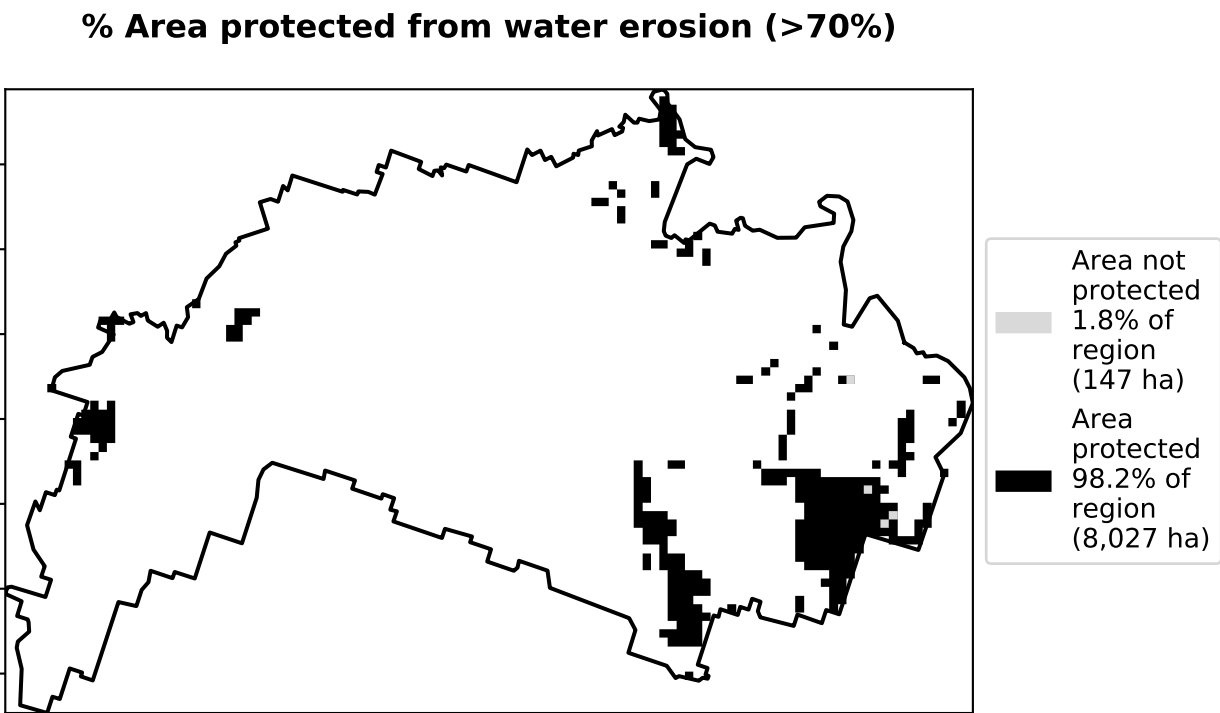 % Area protected from water erosion (>70%)
Area not
protected
1.8% of
region
(147 ha)
Area
protected
98.2% of
region
(8,027 ha)